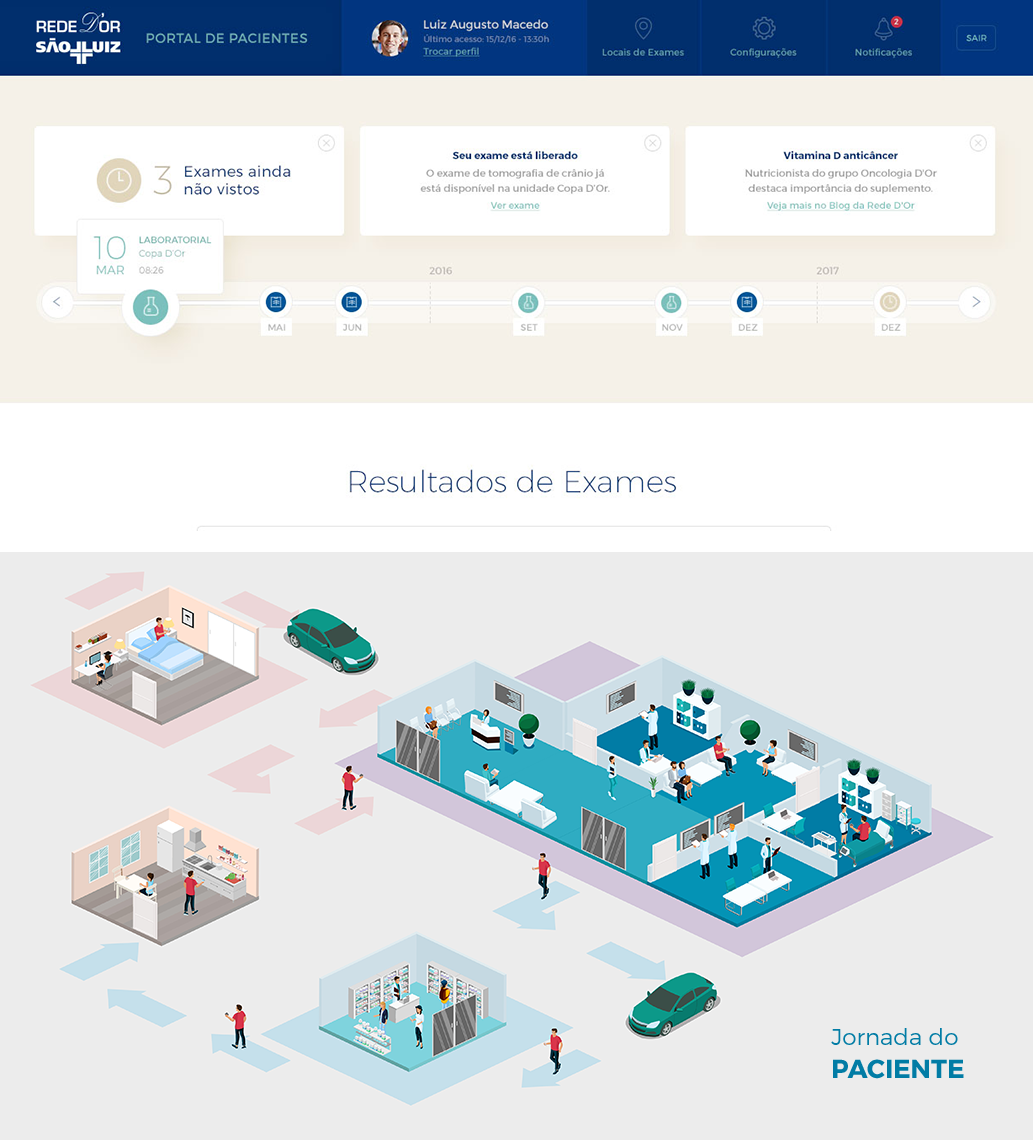 REDE D'OR
SÃO LUIZ
PORTAL DE PACIENTES
Luiz Augusto Macedo
Último acesso: 15/12/16 - 13:30h
Trocar perfil
Locais de Exames
Configurações
2
Notificações
SAIR
3
Exames ainda
não vistos
Seu exame está liberado
O exame de tomografia de crânio já
está disponível na unidade Copa D'Or.
Ver exame
Vitamina D anticâncer
Nutricionista do grupo Oncologia D'Or
destaca importância do suplemento.
Veja mais no Blog da Rede D'Or
10
MAR
LABORATORIAL
Copa D'Or
08:26
2016
2017
MAI
JUN
SET
NOV
DEZ
DEZ
Resultados de Exames
Jornada do
PACIENTE